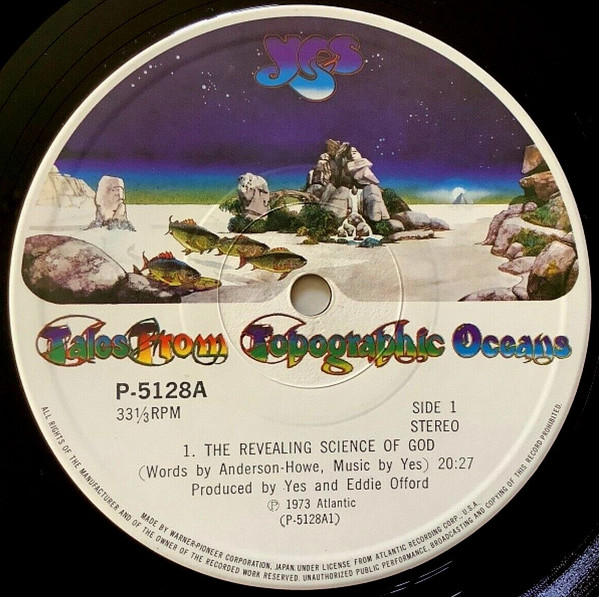 yes
Tales From Topographic Oceans
P-5128A
33⅓RPM
SIDE 1
STEREO
1. THE REVEALING SCIENCE OF GOD
(Words by Anderson-Howe, Music by Yes) 20:27
Produced by Yes and Eddie Offord
℗ 1973 Atlantic
(P-5128A1)
ALL RIGHTS OF THE MANUFACTURER AND OF THE OWNER OF THE RECORDED WORK RESERVED. UNAUTHORIZED PUBLIC PERFORMANCE, BROADCASTING AND COPYING OF THIS RECORD PROHIBITED.
MADE BY WARNER-PIONEER CORPORATION, JAPAN. UNDER LICENSE FROM ATLANTIC RECORDING CORP., U.S.A.